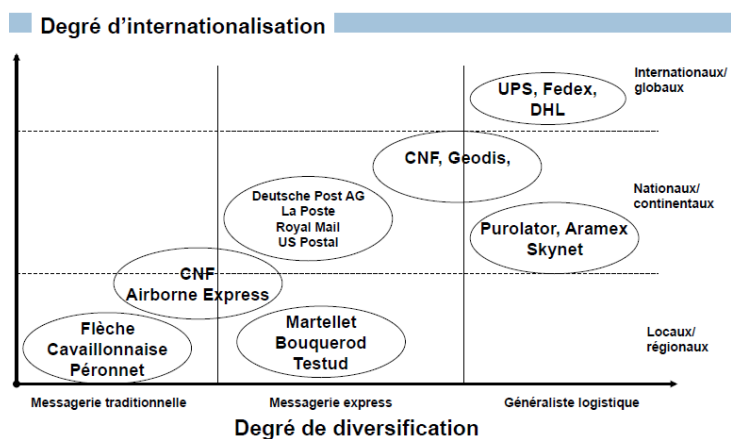 Degré d'internationalisation
Internationaux/
globaux
UPS, Fedex,
DHL
CNF, Geodis,
Deutsche Post AG
La Poste
Royal Mail
US Postal
Nationaux/
continentaux
Purolator, Aramex
Skynet
CNF
Airborne Express
Flèche
Cavaillonnaise
Péronnet
Martellet
Bouquerod
Testud
Locaux/
régionaux
Messagerie traditionnelle
Messagerie express
Généraliste logistique
Degré de diversification